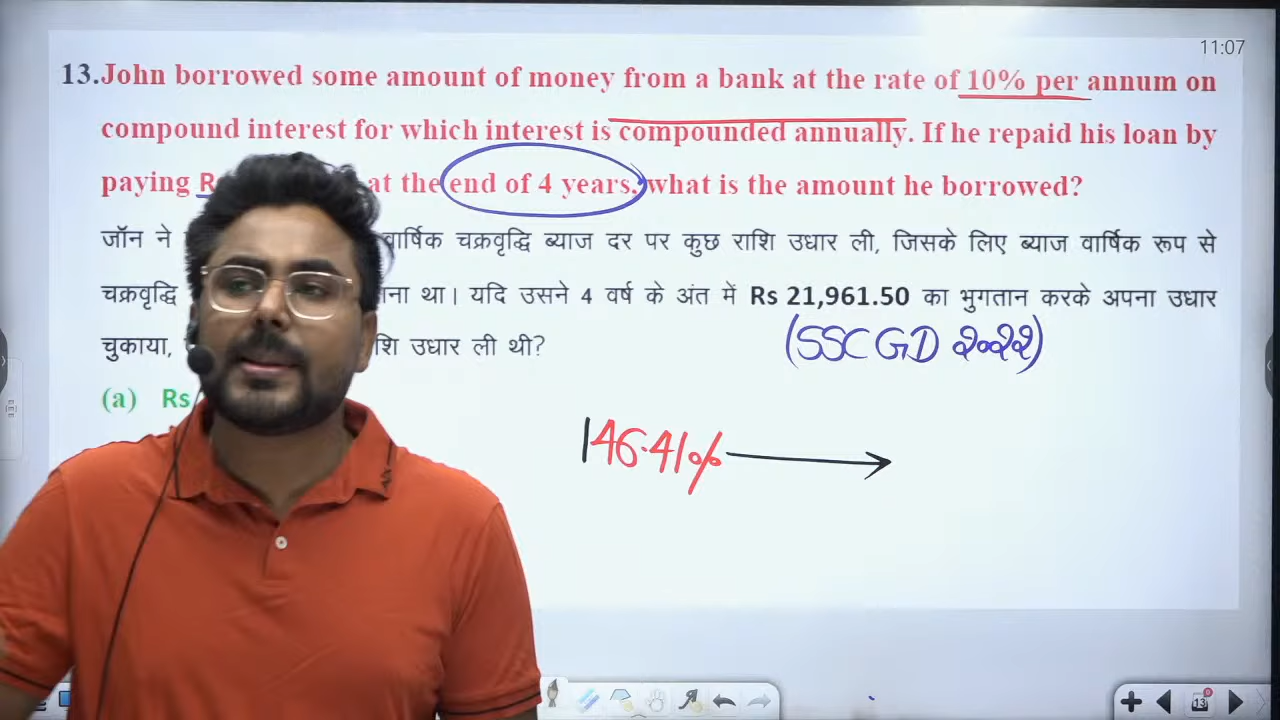 11:07
13.John borrowed some amount of money from a bank at the rate of 10% per annum on
compound interest for which interest is compounded annually. If he repaid his loan by
paying R at the end of 4 years, what is the amount he borrowed?
जॉन ने वार्षिक चक्रवृद्धि ब्याज दर पर कुछ राशि उधार ली, जिसके लिए ब्याज वार्षिक रूप से
चक्रवृद्धि था। यदि उसने 4 वर्ष के अंत में Rs 21,961.50 का भुगतान करके अपना उधार
चुकाया, उधार ली थी?
(SSC GD २०२२)
(a) Rs
146.41%
13